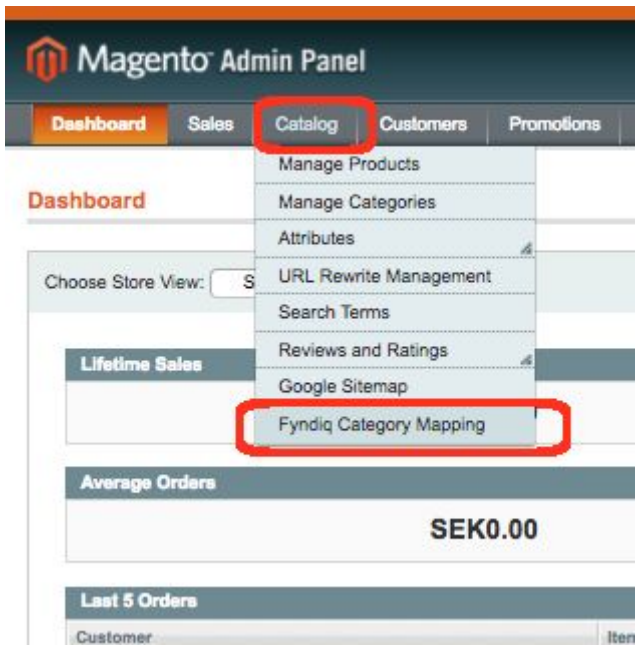 Magento Admin Panel
Dashboard Sales Catalog Customers Promotions
Manage Products
Dashboard
Manage Categories
Attributes
Choose Store View: S
URL Rewrite Management
Search Terms
Lifetime Sales
Reviews and Ratings
Google Sitemap
Fyndiq Category Mapping
Average Orders
SEK0.00
Last 5 Orders
Customer